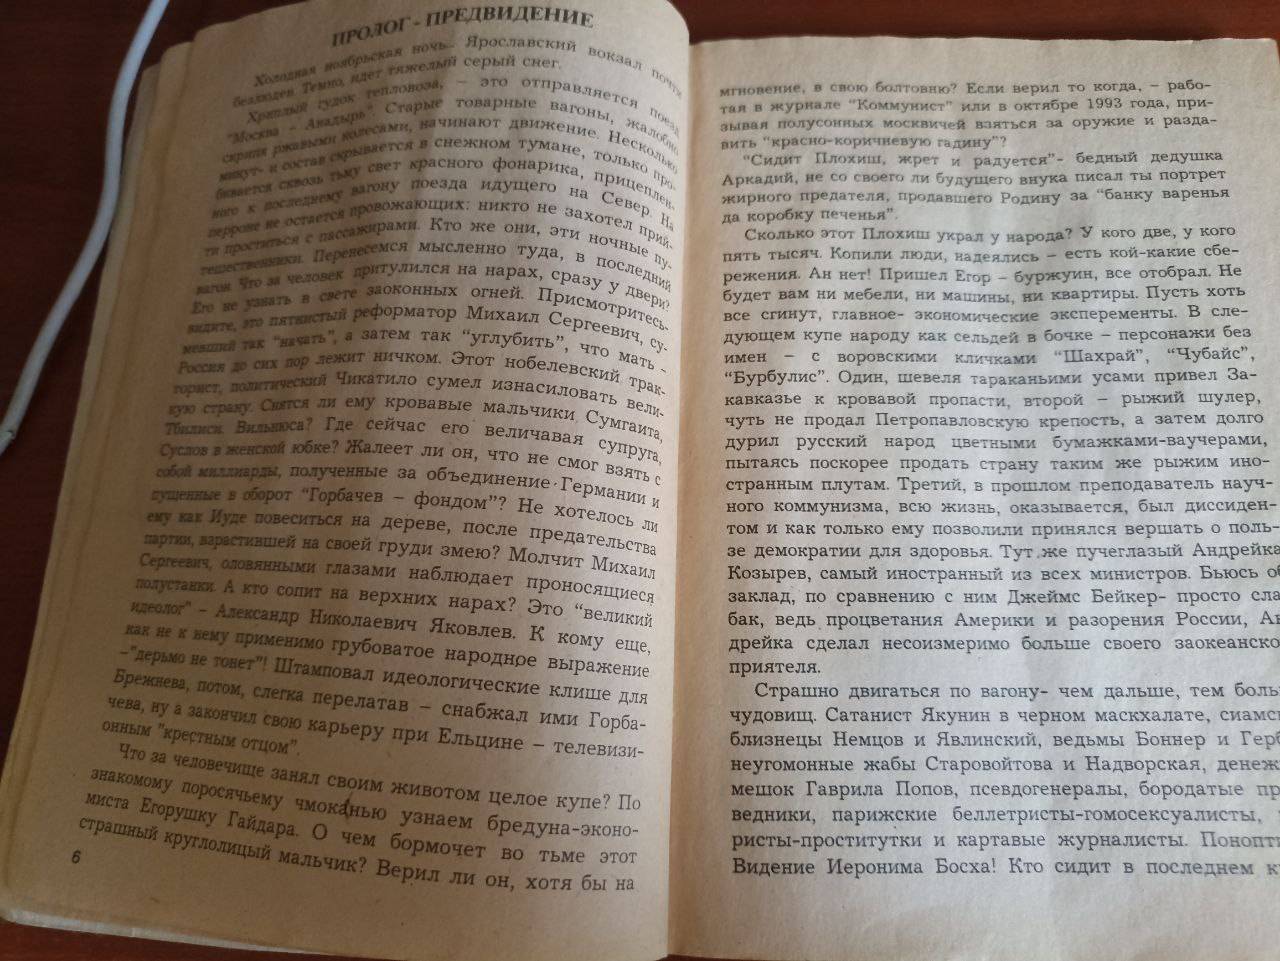 ПРОЛОГ - ПРЕДВИДЕНИЕ
Холодная ноябрьская ночь... Ярославский вокзал почти
безлюден. Темно, идет тяжелый серый снег.
Хриплый гудок тепловоза, – это отправляется поезд
"Москва – Анадырь." Старые товарные вагоны, жалобно
скрипя ржавыми колесами, начинают движение. Несколько
минут- и состав скрывается в снежном тумане, только про-
бивается сквозь тьму свет красного фонарика, прицеплен-
ного к последнему вагону поезда идущего на Север. На
перроне не остается провожающих: никто не захотел прий-
ти проститься с пассажирами. Кто же они, эти ночные пу-
тешественники. Перенесемся мысленно туда, в последний
вагон. Что за человек притулился на нарах, сразу у двери?
Его не узнать в свете заоконных огней. Присмотритесь-
видите, это пятнистый реформатор Михаил Сергеевич, су-
мевший так "начать", а затем так "углубить", что мать -
Россия до сих пор лежит ничком. Этот нобелевский трак-
торист, политический Чикатило сумел изнасиловать вели-
кую страну. Снятся ли ему кровавые мальчики Сумгаита,
Тбилиси, Вильнюса? Где сейчас его величавая супруга,
Суслов в женской юбке? Жалеет ли он, что не смог взять с
собой миллиарды, полученные за объединение Германии и
пущенные в оборот "Горбачев – фондом"? Не хотелось ли
ему как Иуде повеситься на дереве, после предательства
партии, взрастившей на своей груди змею? Молчит Михаил
Сергеевич, оловянными глазами наблюдает проносящиеся
полустанки. А кто сопит на верхних нарах? Это "великий
идеолог" – Александр Николаевич Яковлев. К кому еще,
как не к нему применимо грубоватое народное выражение
–"дерьмо не тонет"! Штамповал идеологические клише для
Брежнева, потом, слегка перелатав – снабжал ими Горба-
чева, ну а закончил свою карьеру при Ельцине – телевизи-
онным "крестным отцом".
Что за человечище занял своим животом целое купе? По
знакомому поросячьему чмоканью узнаем бредуна-эконо-
миста Егорушку Гайдара. О чем бормочет во тьме этот
страшный круглолицый мальчик? Верил ли он, хотя бы на
6
мгновение, в свою болтовню? Если верил то когда, – рабо-
тая в журнале "Коммунист" или в октябре 1993 года, при-
зывая полусонных москвичей взяться за оружие и разда-
вить "красно-коричневую гадину"?
"Сидит Плохиш, жрет и радуется"- бедный дедушка
Аркадий, не со своего ли будущего внука писал ты портрет
жирного предателя, продавшего Родину за "банку варенья
да коробку печенья".
Сколько этот Плохиш украл у народа? У кого две, у кого
пять тысяч. Копили люди, надеялись – есть кой-какие сбе-
режения. Ан нет! Пришел Егор – буржуин, все отобрал. Не
будет вам ни мебели, ни машины, ни квартиры. Пусть хоть
все сгинут, главное- экономические эксперементы. В сле-
дующем купе народу как сельдей в бочке – персонажи без
имен – с воровскими кличками "Шахрай", "Чубайс",
"Бурбулис". Один, шевеля тараканьими усами привел За-
кавказье к кровавой пропасти, второй – рыжий шулер,
чуть не продал Петропавловскую крепость, а затем долго
дурил русский народ цветными бумажками-ваучерами,
пытаясь поскорее продать страну таким же рыжим ино-
странным плутам. Третий, в прошлом преподаватель науч-
ного коммунизма, всю жизнь, оказывается, был диссиден-
том и как только ему позволили принялся вершать о поль-
зе демократии для здоровья. Тут же пучеглазый Андрейка
Козырев, самый иностранный из всех министров. Бьюсь об
заклад, по сравнению с ним Джеймс Бейкер- просто сла
бак, ведь процветания Америки и разорения России, Ан
дрейка сделал несоизмеримо больше своего заокеанско
приятеля.
Страшно двигаться по вагону- чем дальше, тем боль
чудовищ. Сатанист Якунин в черном маскхалате, сиамс
близнецы Немцов и Явлинский, ведьмы Боннер и Герб
неугомонные жабы Старовойтова и Надворская, денеж
мешок Гаврила Попов, псевдогенералы, бородатые пр
ведники, парижские беллетристы-гомосексуалисты,
ристы-проститутки и картавые журналисты. Понопти
Видение Иеронима Босха! Кто сидит в последнем к